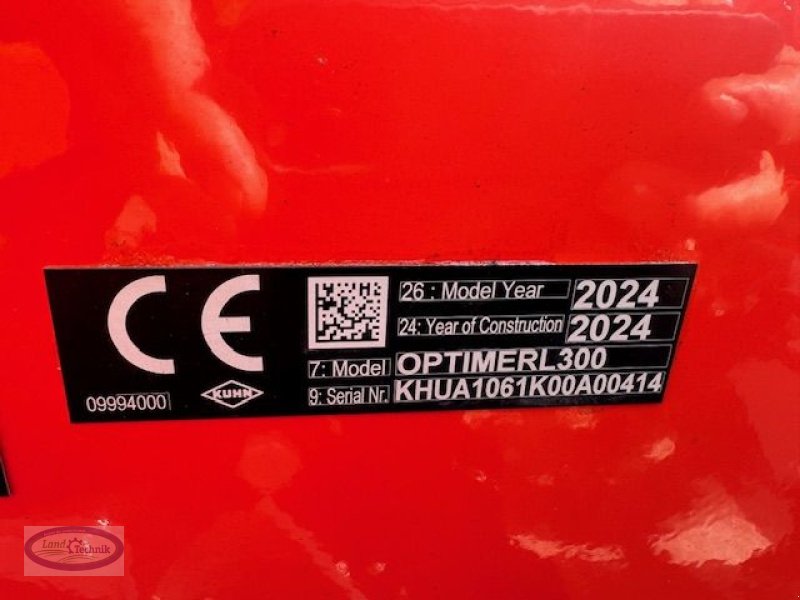 CE
26 : Model Year 2024
24: Year of Construction 2024
7: Model OPTIMERL300
9: Serial Nr. KHUA1061K00A00414
09994000
KUHN
Land Technik